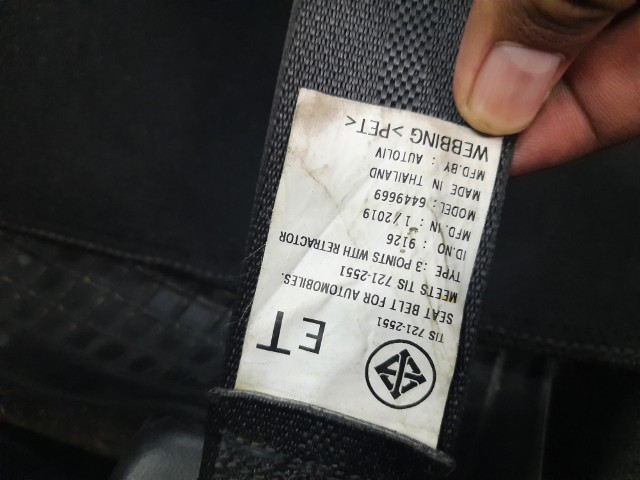 ET
TIS 721-2551
SEAT BELT FOR AUTOMOBILES.
MEETS TIS 721-2551
TYPE :3 POINTS WITH RETRACTOR
ID.NO : 9126
MFD.IN : 1/2019
MODEL: 6449669
MADE IN THAILAND
MFD.BY : AUTOLIV
WEBBING >PET<